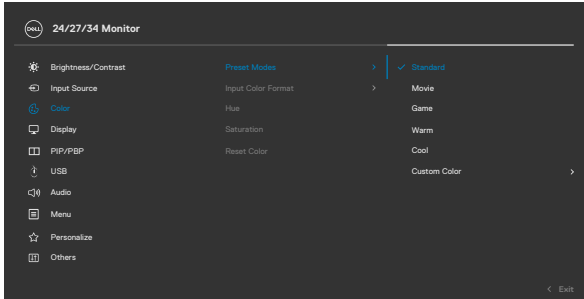 DELL 24/27/34 Monitor
Brightness/Contrast Preset Modes > ✓ Standard
Input Source Input Color Format > Movie
Color Hue Game
Display Saturation Warm
PIP/PBP Reset Color Cool
USB Custom Color >
Audio
Menu
Personalize
Others
< Exit